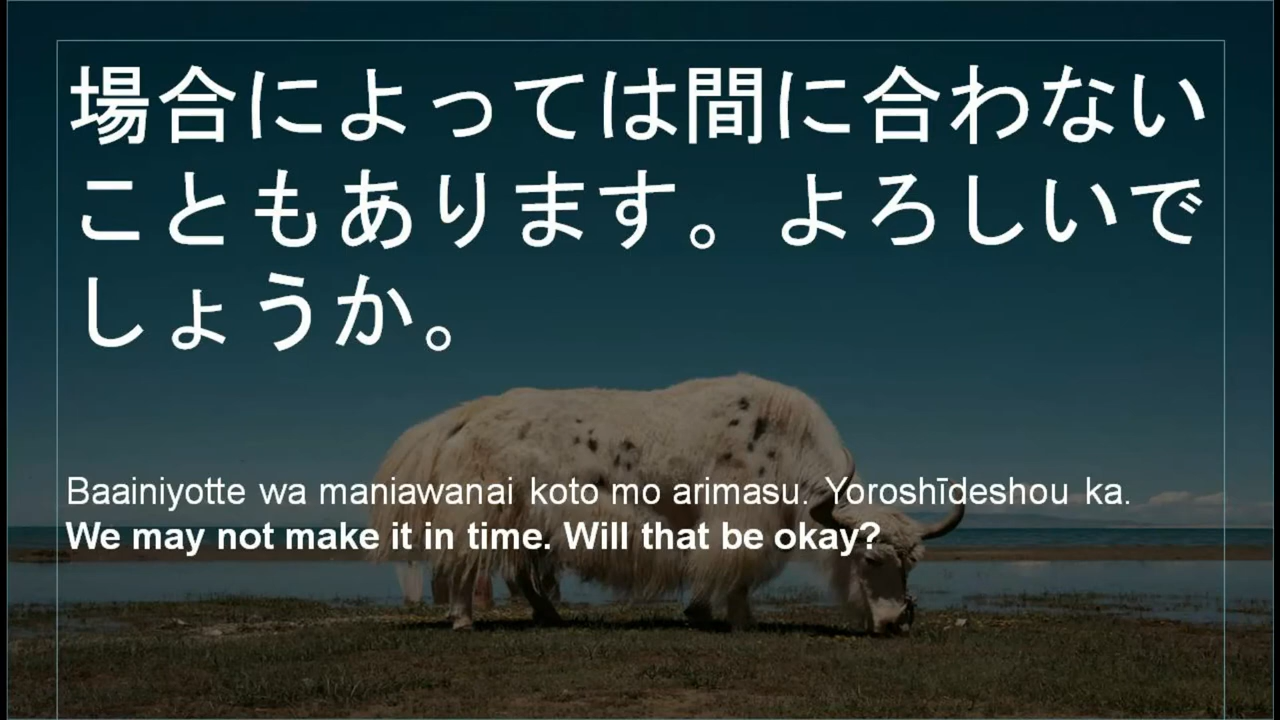 場合によっては間に合わない
こともあります。よろしいで
しょうか。
Baainiyotte wa maniawanai koto mo arimasu. Yoroshīdeshou ka.
We may not make it in time. Will that be okay?